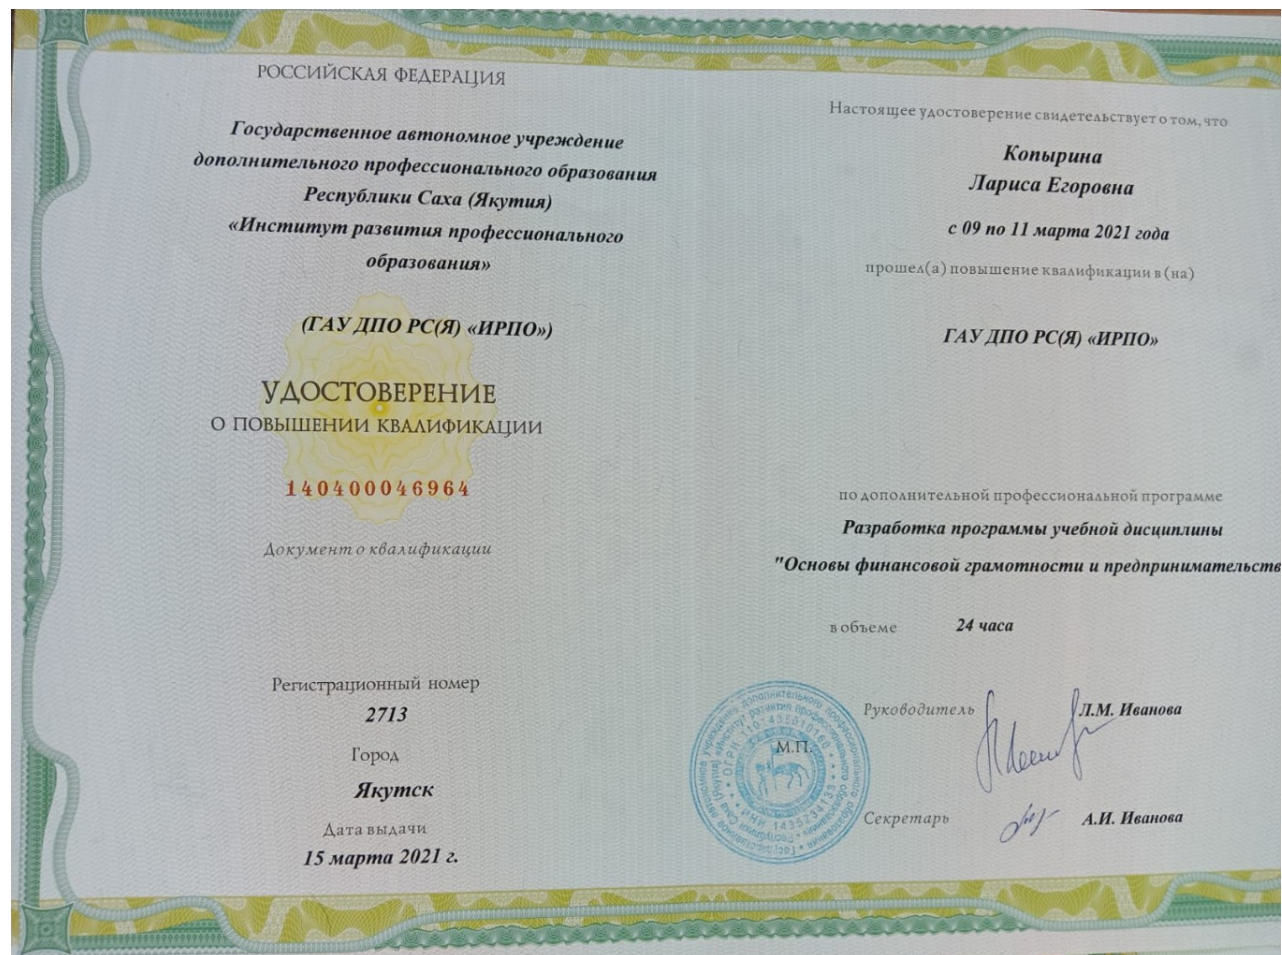 РОССИЙСКАЯ ФЕДЕРАЦИЯ
Государственное автономное учреждение
дополнительного профессионального образования
Республики Саха (Якутия)
«Институт развития профессионального
образования»
(ГАУ ДПО РС(Я) «ИРПО»)
УДОСТОВЕРЕНИЕ
О ПОВЫШЕНИИ КВАЛИФИКАЦИИ
140400046964
Документ о квалификации
Регистрационный номер
2713
Город
Якутск
Дата выдачи
15 марта 2021 г.
Настоящее удостоверение свидетельствует о том, что
Копырина
Лариса Егоровна
с 09 по 11 марта 2021 года
прошел(а) повышение квалификации в (на)
ГАУ ДПО РС(Я) «ИРПО»
по дополнительной профессиональной программе
Разработка программы учебной дисциплины
"Основы финансовой грамотности и предпринимательств
в объеме 24 часа
Руководитель Л.М. Иванова
М.П.
Секретарь А.И. Иванова